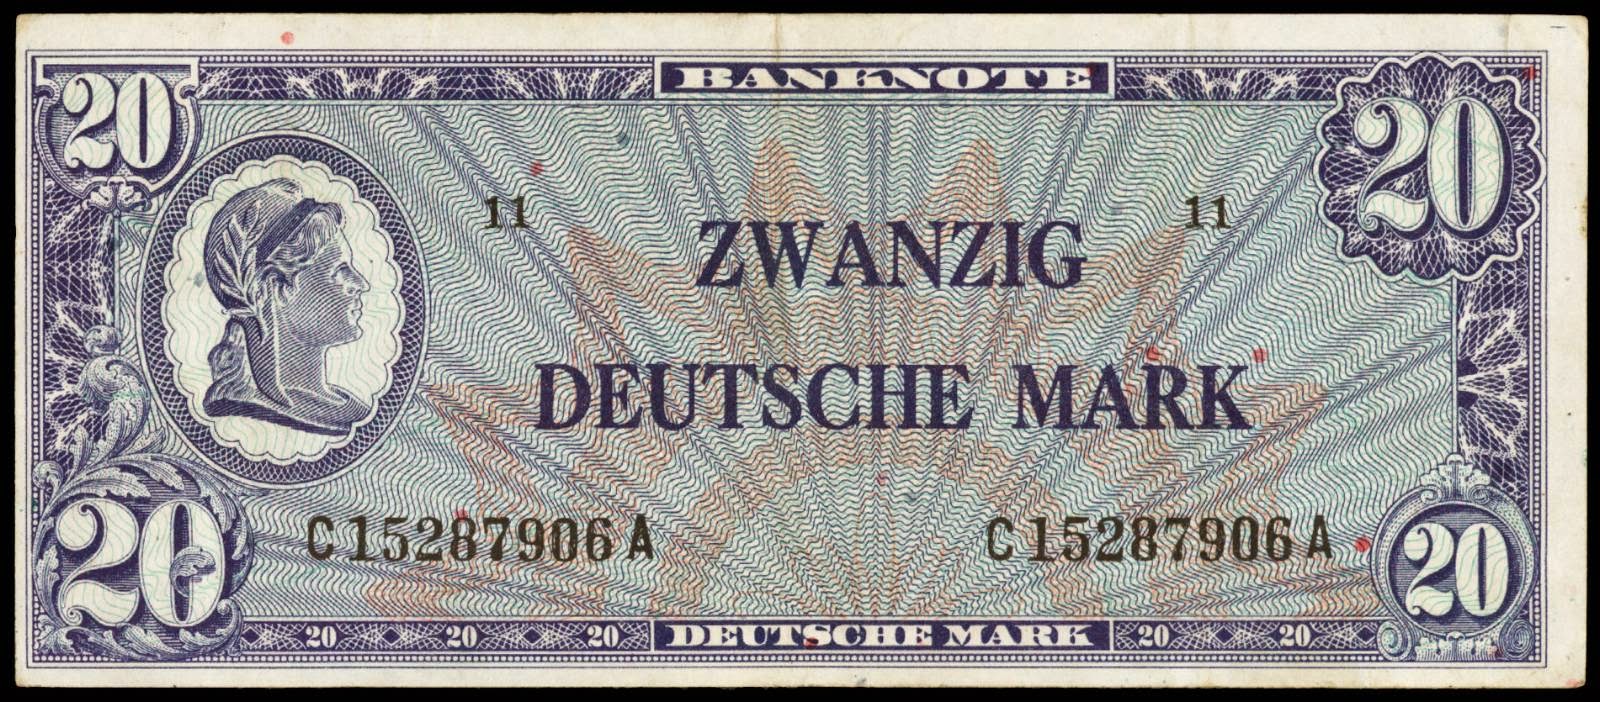 20 BANKNOTE 20
11 11
ZWANZIG
DEUTSCHE MARK
C15287906A C15287906A
20 20
20 20 20 DEUTSCHE MARK 20 20